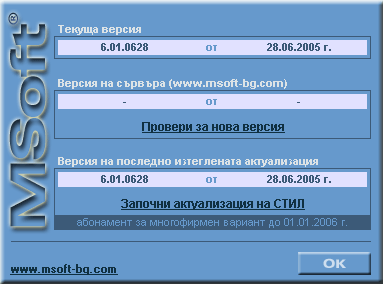 MSoft®
Текуща версия
6.01.0628 от 28.06.2005 г.
Версия на сървъра (www.msoft-bg.com)
- от -
Провери за нова версия
Версия на последно изтеглената актуализация
6.01.0628 от 28.06.2005 г.
Започни актуализация на СТИЛ
абонамент за многофирмен вариант до 01.01.2006 г.
www.msoft-bg.com
OK